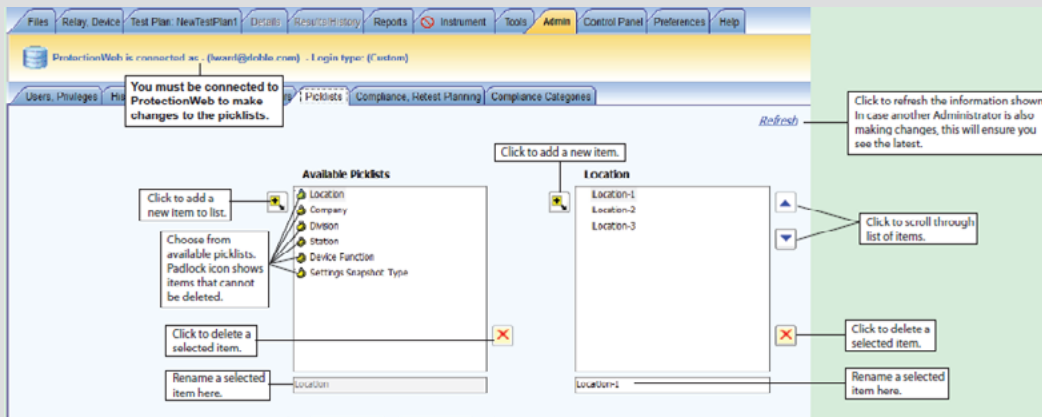 Files Relay, Device Test Plan: NewTestPlan1 Details Results History Reports Instrument Tools Admin Control Panel Preferences Help
ProtectionWeb is connected as - (lward@doble.com) - Login type: (Custom)
You must be connected to
ProtectionWeb to make
changes to the picklists.
Users, Privileges Picklists Compliance, Retest Planning Compliance Categories
Refresh
Click to refresh the information shown
In case another Administrator is also
making changes, this will ensure you
see the latest.
Click to add a new item.
Available Picklists
Location
Click to add a
new item to list.
Location
Company
Division
Station
Device Function
Settings Snapshot Type
Location-1
Location-2
Location-3
Choose from
available picklists.
Padlock icon shows
items that cannot
be deleted.
Click to scroll through
list of items.
Click to delete a
selected item.
Click to delete a
selected item.
Rename a selected
item here.
Location
Location-1
Rename a selected
item here.